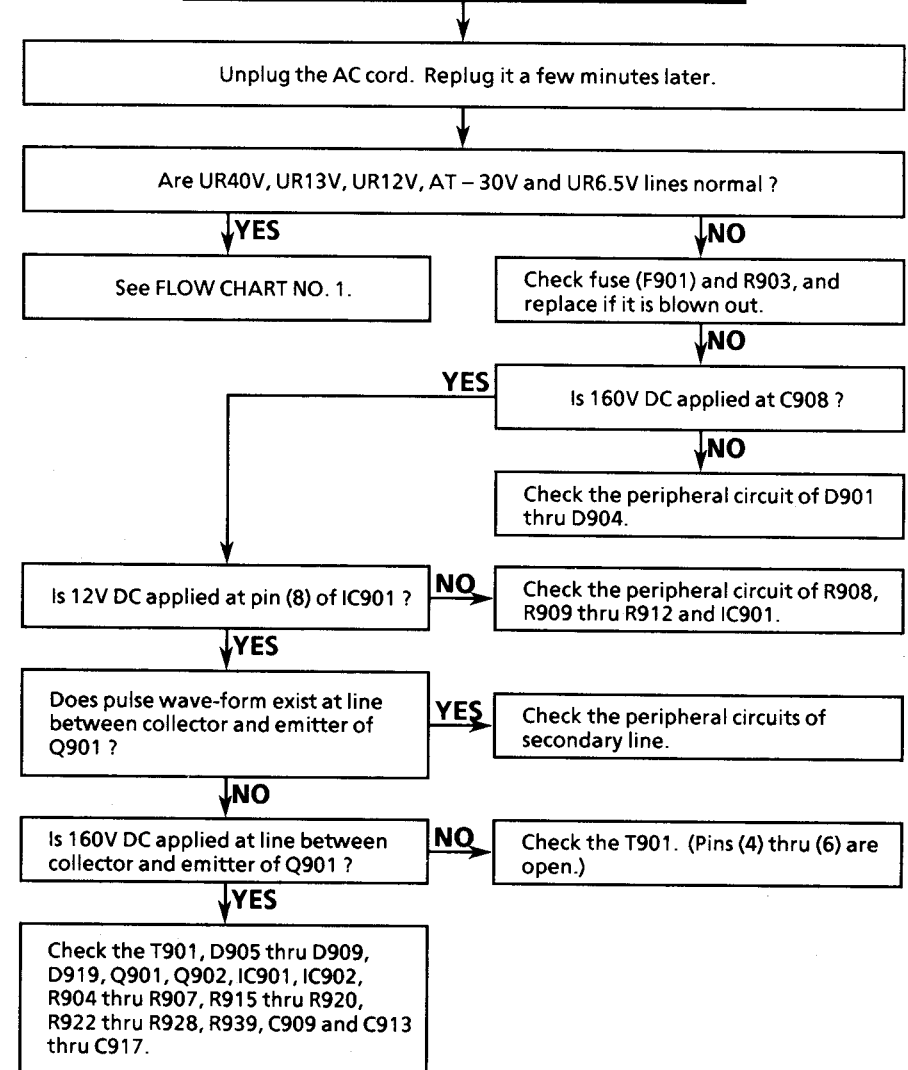 Unplug the AC cord. Replug it a few minutes later.
Are UR40V, UR13V, UR12V, AT – 30V and UR6.5V lines normal ?
YES
NO
See FLOW CHART NO. 1.
Check fuse (F901) and R903, and
replace if it is blown out.
NO
YES
Is 160V DC applied at C908 ?
NO
Check the peripheral circuit of D901
thru D904.
Is 12V DC applied at pin (8) of IC901 ?
NO
Check the peripheral circuit of R908,
R909 thru R912 and IC901.
YES
Does pulse wave-form exist at line
between collector and emitter of
Q901 ?
YES
Check the peripheral circuits of
secondary line.
NO
Is 160V DC applied at line between
collector and emitter of Q901 ?
NO
Check the T901. (Pins (4) thru (6) are
open.)
YES
Check the T901, D905 thru D909,
D919, Q901, Q902, IC901, IC902,
R904 thru R907, R915 thru R920,
R922 thru R928, R939, C909 and C913
thru C917.